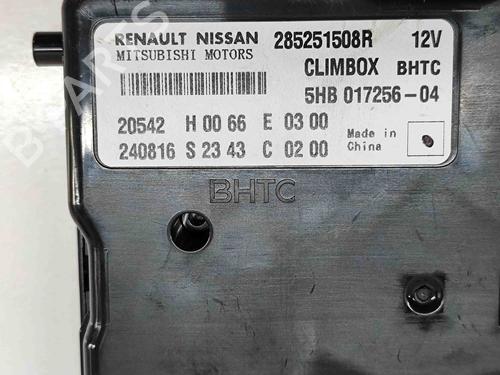 RENAULT NISSAN 285251508R 12V
MITSUBISHI MOTORS CLIMBOX BHTC
5HB 017256-04
20542 H 00 66 E 03 00
240816 S 23 43 C 02 00
Made in
China
BHTC